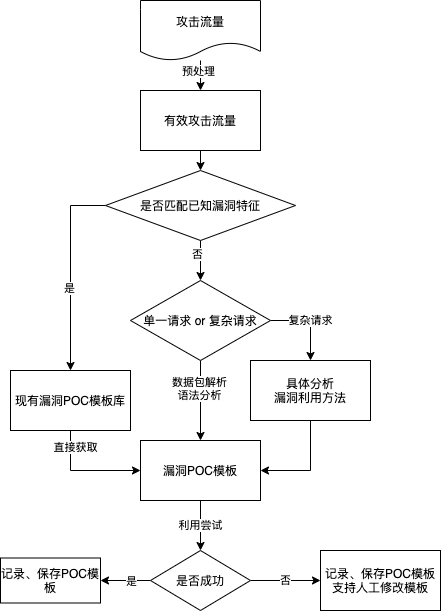 攻击流量
预处理
有效攻击流量
是否匹配已知漏洞特征
否
是
单一请求 or 复杂请求
复杂请求
数据包解析
语法分析
具体分析
漏洞利用方法
现有漏洞POC模板库
直接获取
漏洞POC模板
利用尝试
是否成功
是
否
记录、保存POC模
板
记录、保存POC模板
支持人工修改模板